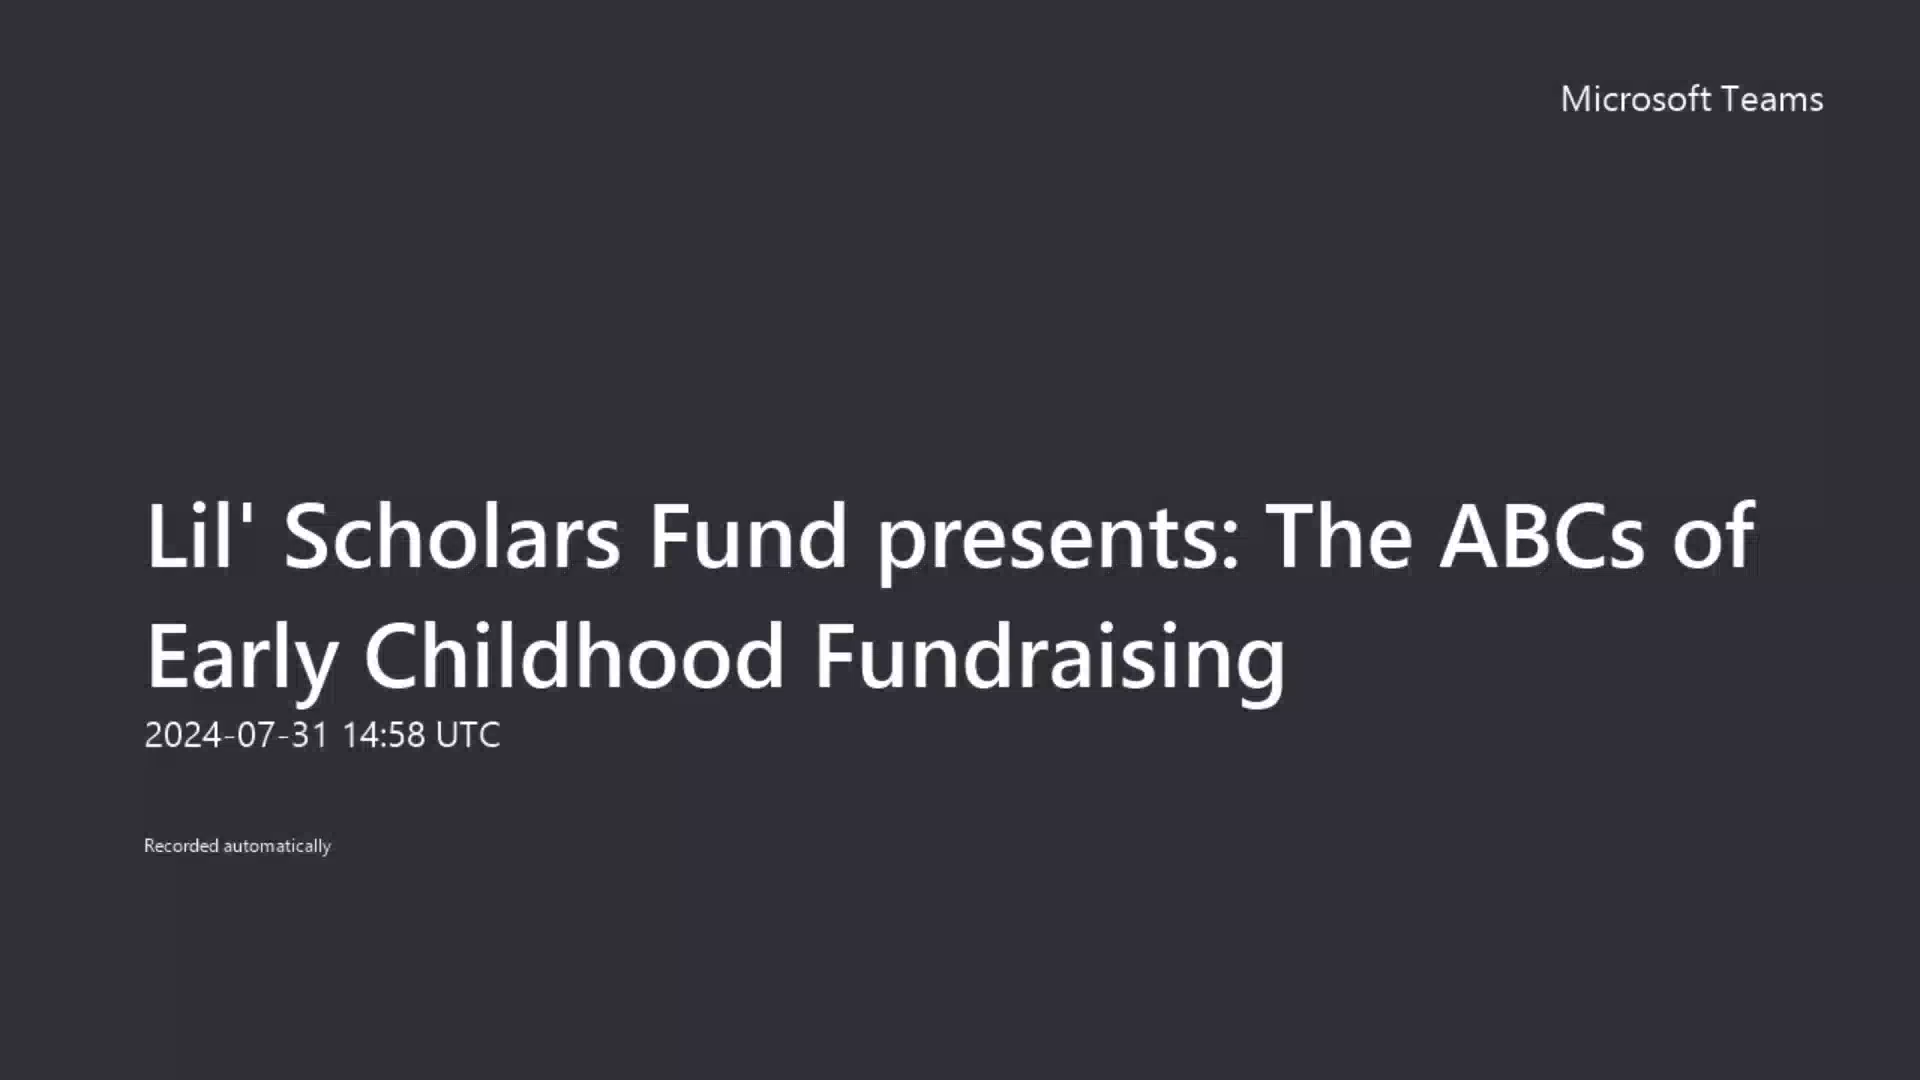 Microsoft Teams
Lil' Scholars Fund presents: The ABCs of
Early Childhood Fundraising
2024-07-31 14:58 UTC
Recorded automatically